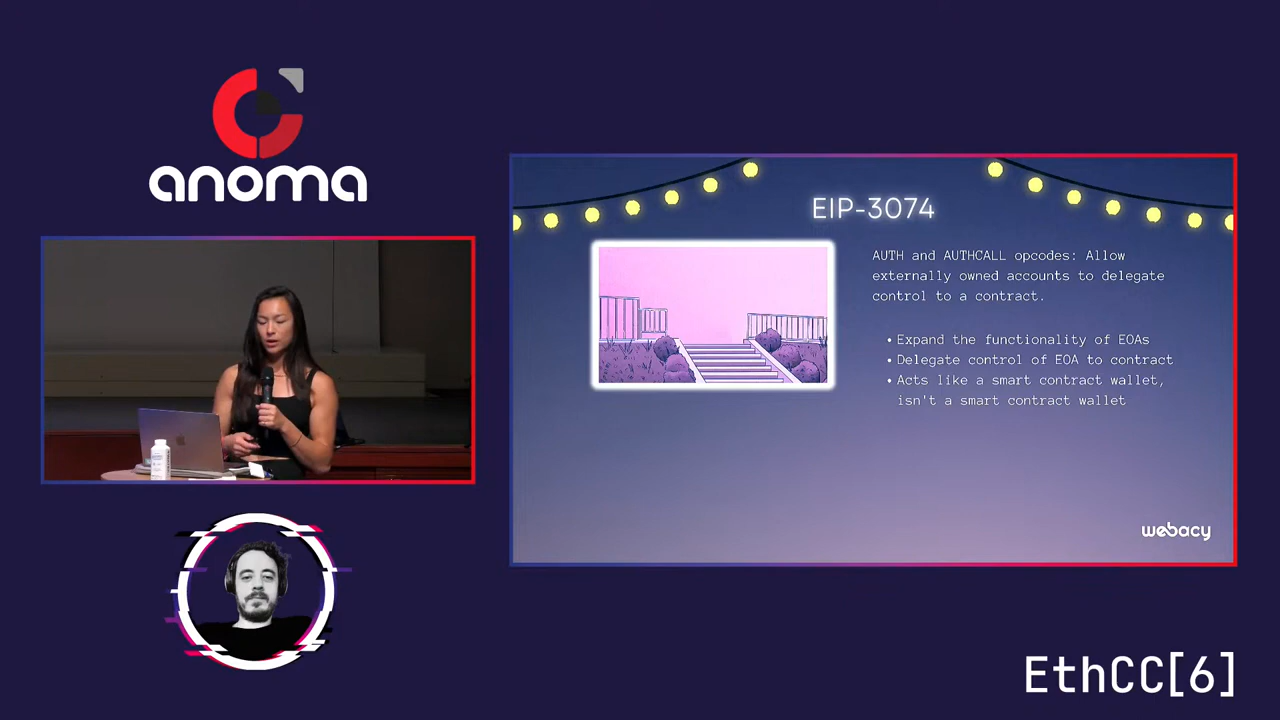 anoma
EIP-3074
AUTH and AUTHCALL opcodes: Allow
externally owned accounts to delegate
control to a contract.
• Expand the functionality of EOAs
• Delegate control of EOA to contract
• Acts like a smart contract wallet,
isn't a smart contract wallet
webacy
EthCC[6]